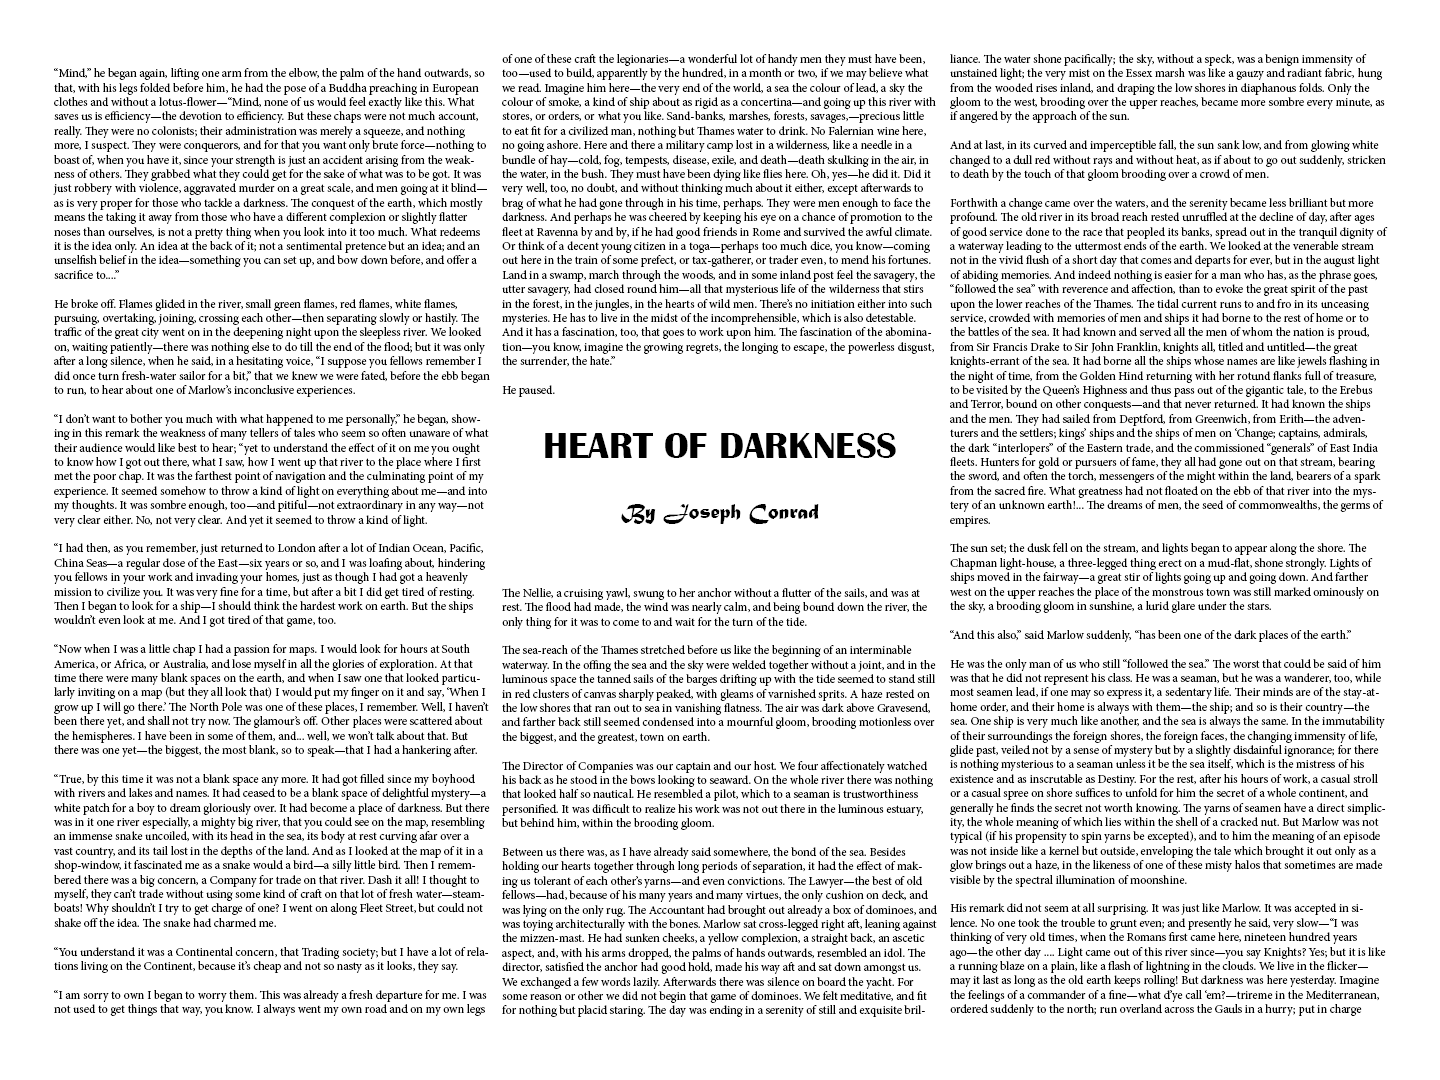 “Mind,” he began again, lifting one arm from the elbow, the palm of the hand outwards, so
that, with his legs folded before him, he had the pose of a Buddha preaching in European
clothes and without a lotus-flower—“Mind, none of us would feel exactly like this. What
saves us is efficiency—the devotion to efficiency. But these chaps were not much account,
really. They were no colonists; their administration was merely a squeeze, and nothing
more, I suspect. They were conquerors, and for that you want only brute force—nothing to
boast of, when you have it, since your strength is just an accident arising from the weak-
ness of others. They grabbed what they could get for the sake of what was to be got. It was
just robbery with violence, aggravated murder on a great scale, and men going at it blind—
as is very proper for those who tackle a darkness. The conquest of the earth, which mostly
means the taking it away from those who have a different complexion or slightly flatter
noses than ourselves, is not a pretty thing when you look into it too much. What redeems
it is the idea only. An idea at the back of it; not a sentimental pretence but an idea; and an
unselfish belief in the idea—something you can set up, and bow down before, and offer a
sacrifice to....”
He broke off. Flames glided in the river, small green flames, red flames, white flames,
pursuing, overtaking, joining, crossing each other—then separating slowly or hastily. The
traffic of the great city went on in the deepening night upon the sleepless river. We looked
on, waiting patiently—there was nothing else to do till the end of the flood; but it was only
after a long silence, when he said, in a hesitating voice, “I suppose you fellows remember I
did once turn fresh-water sailor for a bit,” that we knew we were fated, before the ebb began
to run, to hear about one of Marlow’s inconclusive experiences.
“I don’t want to bother you much with what happened to me personally,” he began, show-
ing in this remark the weakness of many tellers of tales who seem so often unaware of what
their audience would like best to hear; “yet to understand the effect of it on me you ought
to know how I got out there, what I saw, how I went up that river to the place where I first
met the poor chap. It was the farthest point of navigation and the culminating point of my
experience. It seemed somehow to throw a kind of light on everything about me—and into
my thoughts. It was sombre enough, too—and pitiful—not extraordinary in any way—not
very clear either. No, not very clear. And yet it seemed to throw a kind of light.
“I had then, as you remember, just returned to London after a lot of Indian Ocean, Pacific,
China Seas—a regular dose of the East—six years or so, and I was loafing about, hindering
you fellows in your work and invading your homes, just as though I had got a heavenly
mission to civilize you. It was very fine for a time, but after a bit I did get tired of resting.
Then I began to look for a ship—I should think the hardest work on earth. But the ships
wouldn’t even look at me. And I got tired of that game, too.
“Now when I was a little chap I had a passion for maps. I would look for hours at South
America, or Africa, or Australia, and lose myself in all the glories of exploration. At that
time there were many blank spaces on the earth, and when I saw one that looked particu-
larly inviting on a map (but they all look that) I would put my finger on it and say, ‘When I
grow up I will go there.’ The North Pole was one of these places, I remember. Well, I haven’t
been there yet, and shall not try now. The glamour’s off. Other places were scattered about
the hemispheres. I have been in some of them, and... well, we won’t talk about that. But
there was one yet—the biggest, the most blank, so to speak—that I had a hankering after.
“True, by this time it was not a blank space any more. It had got filled since my boyhood
with rivers and lakes and names. It had ceased to be a blank space of delightful mystery—a
white patch for a boy to dream gloriously over. It had become a place of darkness. But there
was in it one river especially, a mighty big river, that you could see on the map, resembling
an immense snake uncoiled, with its head in the sea, its body at rest curving afar over a
vast country, and its tail lost in the depths of the land. And as I looked at the map of it in a
shop-window, it fascinated me as a snake would a bird—a silly little bird. Then I remem-
bered there was a big concern, a Company for trade on that river. Dash it all! I thought to
myself, they can’t trade without using some kind of craft on that lot of fresh water—steam-
boats! Why shouldn’t I try to get charge of one? I went on along Fleet Street, but could not
shake off the idea. The snake had charmed me.
“You understand it was a Continental concern, that Trading society; but I have a lot of rela-
tions living on the Continent, because it’s cheap and not so nasty as it looks, they say.
“I am sorry to own I began to worry them. This was already a fresh departure for me. I was
not used to get things that way, you know. I always went my own road and on my own legs
of one of these craft the legionaries—a wonderful lot of handy men they must have been,
too—used to build, apparently by the hundred, in a month or two, if we may believe what
we read. Imagine him here—the very end of the world, a sea the colour of lead, a sky the
colour of smoke, a kind of ship about as rigid as a concertina—and going up this river with
stores, or orders, or what you like. Sand-banks, marshes, forests, savages,—precious little
to eat fit for a civilized man, nothing but Thames water to drink. No Falernian wine here,
no going ashore. Here and there a military camp lost in a wilderness, like a needle in a
bundle of hay—cold, fog, tempests, disease, exile, and death—death skulking in the air, in
the water, in the bush. They must have been dying like flies here. Oh, yes—he did it. Did it
very well, too, no doubt, and without thinking much about it either, except afterwards to
brag of what he had gone through in his time, perhaps. They were men enough to face the
darkness. And perhaps he was cheered by keeping his eye on a chance of promotion to the
fleet at Ravenna by and by, if he had good friends in Rome and survived the awful climate.
Or think of a decent young citizen in a toga—perhaps too much dice, you know—coming
out here in the train of some prefect, or tax-gatherer, or trader even, to mend his fortunes.
Land in a swamp, march through the woods, and in some inland post feel the savagery, the
utter savagery, had closed round him—all that mysterious life of the wilderness that stirs
in the forest, in the jungles, in the hearts of wild men. There’s no initiation either into such
mysteries. He has to live in the midst of the incomprehensible, which is also detestable.
And it has a fascination, too, that goes to work upon him. The fascination of the abomina-
tion—you know, imagine the growing regrets, the longing to escape, the powerless disgust,
the surrender, the hate.”
He paused.
HEART OF DARKNESS
By Joseph Conrad
The Nellie, a cruising yawl, swung to her anchor without a flutter of the sails, and was at
rest. The flood had made, the wind was nearly calm, and being bound down the river, the
only thing for it was to come to and wait for the turn of the tide.
The sea-reach of the Thames stretched before us like the beginning of an interminable
waterway. In the offing the sea and the sky were welded together without a joint, and in the
luminous space the tanned sails of the barges drifting up with the tide seemed to stand still
in red clusters of canvas sharply peaked, with gleams of varnished sprits. A haze rested on
the low shores that ran out to sea in vanishing flatness. The air was dark above Gravesend,
and farther back still seemed condensed into a mournful gloom, brooding motionless over
the biggest, and the greatest, town on earth.
The Director of Companies was our captain and our host. We four affectionately watched
his back as he stood in the bows looking to seaward. On the whole river there was nothing
that looked half so nautical. He resembled a pilot, which to a seaman is trustworthiness
personified. It was difficult to realize his work was not out there in the luminous estuary,
but behind him, within the brooding gloom.
Between us there was, as I have already said somewhere, the bond of the sea. Besides
holding our hearts together through long periods of separation, it had the effect of mak-
ing us tolerant of each other’s yarns—and even convictions. The Lawyer—the best of old
fellows—had, because of his many years and many virtues, the only cushion on deck, and
was lying on the only rug. The Accountant had brought out already a box of dominoes, and
was toying architecturally with the bones. Marlow sat cross-legged right aft, leaning against
the mizzen-mast. He had sunken cheeks, a yellow complexion, a straight back, an ascetic
aspect, and, with his arms dropped, the palms of hands outwards, resembled an idol. The
director, satisfied the anchor had good hold, made his way aft and sat down amongst us.
We exchanged a few words lazily. Afterwards there was silence on board the yacht. For
some reason or other we did not begin that game of dominoes. We felt meditative, and fit
for nothing but placid staring. The day was ending in a serenity of still and exquisite bril-
liance. The water shone pacifically; the sky, without a speck, was a benign immensity of
unstained light; the very mist on the Essex marsh was like a gauzy and radiant fabric, hung
from the wooded rises inland, and draping the low shores in diaphanous folds. Only the
gloom to the west, brooding over the upper reaches, became more sombre every minute, as
if angered by the approach of the sun.
And at last, in its curved and imperceptible fall, the sun sank low, and from glowing white
changed to a dull red without rays and without heat, as if about to go out suddenly, stricken
to death by the touch of that gloom brooding over a crowd of men.
Forthwith a change came over the waters, and the serenity became less brilliant but more
profound. The old river in its broad reach rested unruffled at the decline of day, after ages
of good service done to the race that peopled its banks, spread out in the tranquil dignity of
a waterway leading to the uttermost ends of the earth. We looked at the venerable stream
not in the vivid flush of a short day that comes and departs for ever, but in the august light
of abiding memories. And indeed nothing is easier for a man who has, as the phrase goes,
“followed the sea” with reverence and affection, than to evoke the great spirit of the past
upon the lower reaches of the Thames. The tidal current runs to and fro in its unceasing
service, crowded with memories of men and ships it had borne to the rest of home or to
the battles of the sea. It had known and served all the men of whom the nation is proud,
from Sir Francis Drake to Sir John Franklin, knights all, titled and untitled—the great
knights-errant of the sea. It had borne all the ships whose names are like jewels flashing in
the night of time, from the Golden Hind returning with her rotund flanks full of treasure,
to be visited by the Queen’s Highness and thus pass out of the gigantic tale, to the Erebus
and Terror, bound on other conquests—and that never returned. It had known the ships
and the men. They had sailed from Deptford, from Greenwich, from Erith—the adven-
turers and the settlers; kings’ ships and the ships of men on ‘Change; captains, admirals,
the dark “interlopers” of the Eastern trade, and the commissioned “generals” of East India
fleets. Hunters for gold or pursuers of fame, they all had gone out on that stream, bearing
the sword, and often the torch, messengers of the might within the land, bearers of a spark
from the sacred fire. What greatness had not floated on the ebb of that river into the mys-
tery of an unknown earth!... The dreams of men, the seed of commonwealths, the germs of
empires.
The sun set; the dusk fell on the stream, and lights began to appear along the shore. The
Chapman light-house, a three-legged thing erect on a mud-flat, shone strongly. Lights of
ships moved in the fairway—a great stir of lights going up and going down. And farther
west on the upper reaches the place of the monstrous town was still marked ominously on
the sky, a brooding gloom in sunshine, a lurid glare under the stars.
“And this also,” said Marlow suddenly, “has been one of the dark places of the earth.”
He was the only man of us who still “followed the sea.” The worst that could be said of him
was that he did not represent his class. He was a seaman, but he was a wanderer, too, while
most seamen lead, if one may so express it, a sedentary life. Their minds are of the stay-at-
home order, and their home is always with them—the ship; and so is their country—the
sea. One ship is very much like another, and the sea is always the same. In the immutability
of their surroundings the foreign shores, the foreign faces, the changing immensity of life,
glide past, veiled not by a sense of mystery but by a slightly disdainful ignorance; for there
is nothing mysterious to a seaman unless it be the sea itself, which is the mistress of his
existence and as inscrutable as Destiny. For the rest, after his hours of work, a casual stroll
or a casual spree on shore suffices to unfold for him the secret of a whole continent, and
generally he finds the secret not worth knowing. The yarns of seamen have a direct simplic-
ity, the whole meaning of which lies within the shell of a cracked nut. But Marlow was not
typical (if his propensity to spin yarns be excepted), and to him the meaning of an episode
was not inside like a kernel but outside, enveloping the tale which brought it out only as a
glow brings out a haze, in the likeness of one of these misty halos that sometimes are made
visible by the spectral illumination of moonshine.
His remark did not seem at all surprising. It was just like Marlow. It was accepted in si-
lence. No one took the trouble to grunt even; and presently he said, very slow—“I was
thinking of very old times, when the Romans first came here, nineteen hundred years
ago—the other day .... Light came out of this river since—you say Knights? Yes; but it is like
a running blaze on a plain, like a flash of lightning in the clouds. We live in the flicker—
may it last as long as the old earth keeps rolling! But darkness was here yesterday. Imagine
the feelings of a commander of a fine—what d’ye call ‘em?—trireme in the Mediterranean,
ordered suddenly to the north; run overland across the Gauls in a hurry; put in charge